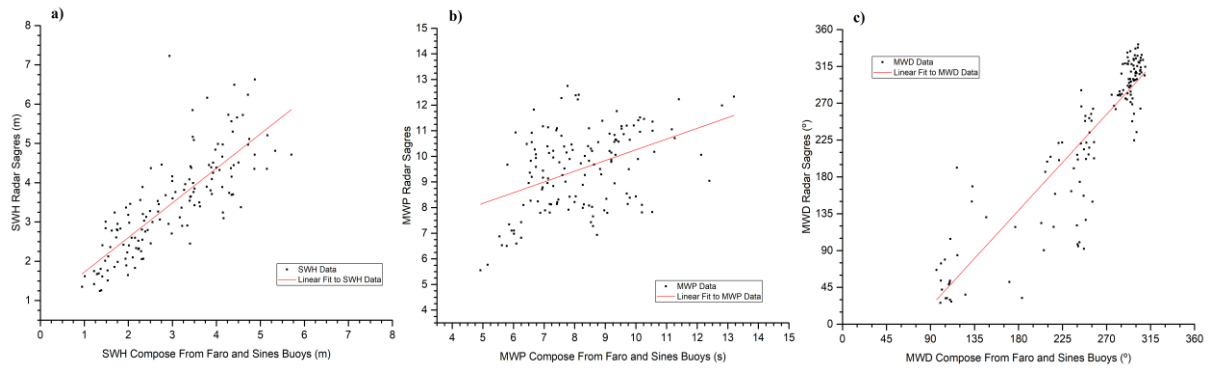 a)
8
7
6
5
4
3
2
1
SWH Radar Sagres (m)
SWH Data
Linear Fit to SWH Data
0 1 2 3 4 5 6 7 8
SWH Compose From Faro and Sines Buoys (m)
b)
15
14
13
12
11
10
9
8
7
6
5
4
MWP Radar Sagres
MWP Data
Linear Fit to MWP Data
4 5 6 7 8 9 10 11 12 13 14 15
MWP Compose From Faro and Sines Buoys (s)
c)
360
315
270
225
180
135
90
45
0
MWD Radar Sagres (º)
MWD Data
Linear Fit to MWD Data
0 45 90 135 180 225 270 315 360
MWD Compose From Faro and Sines Buoys (º)